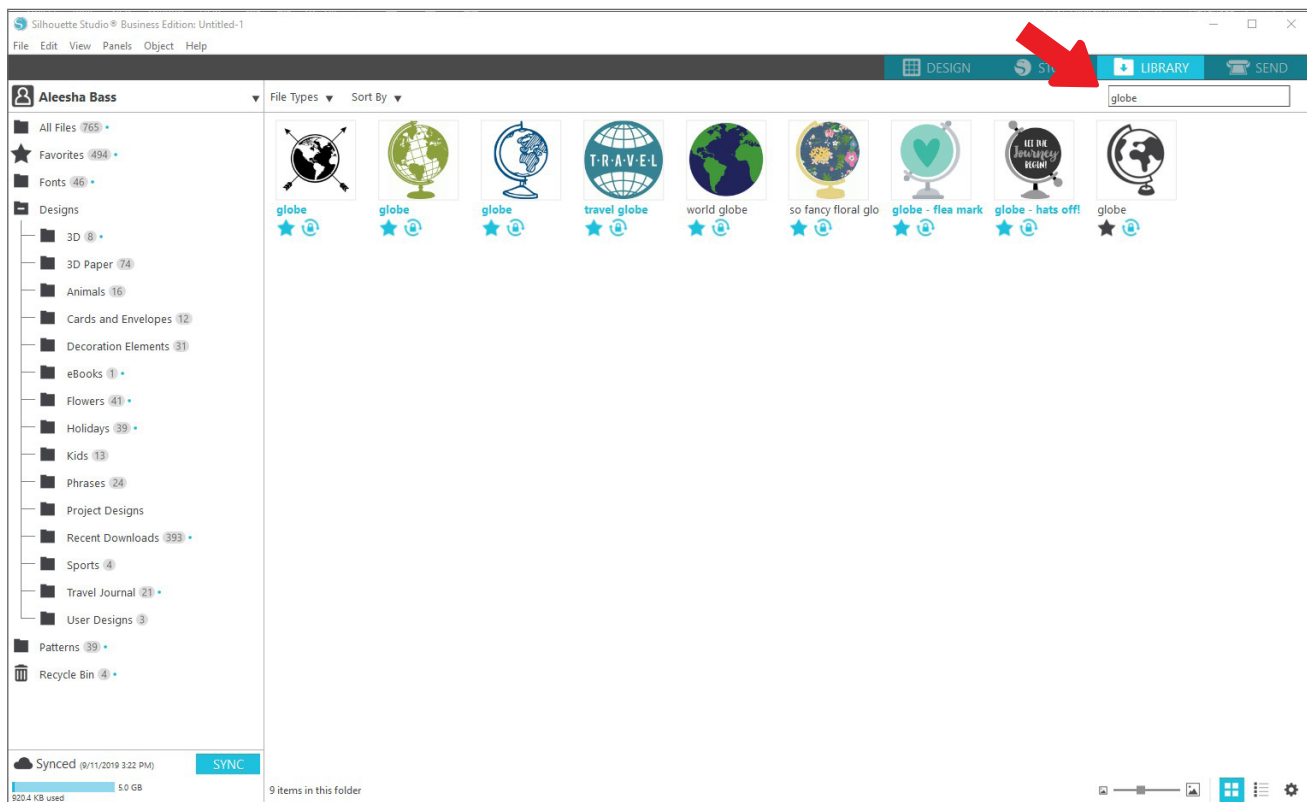 Silhouette Studio® Business Edition: Untitled-1
File Edit View Panels Object Help
DESIGN LIBRARY SEND
Aleesha Bass
File Types Sort By
globe
All Files 765
Favorites 494
Fonts 46
Designs
3D 8
3D Paper 74
Animals 16
Cards and Envelopes 12
Decoration Elements 31
eBooks 1
Flowers 41
Holidays 39
Kids 13
Phrases 24
Project Designs
Recent Downloads 393
Sports 4
Travel Journal 21
User Designs 3
Patterns 39
Recycle Bin 4
T·R·A·V·E·L
LET THE
Journey
BEGIN!
globe globe globe travel globe world globe so fancy floral glo globe - flea mark globe - hats off! globe
Synced (9/11/2019 3:22 PM) SYNC
5.0 GB
920.4 KB used
9 items in this folder